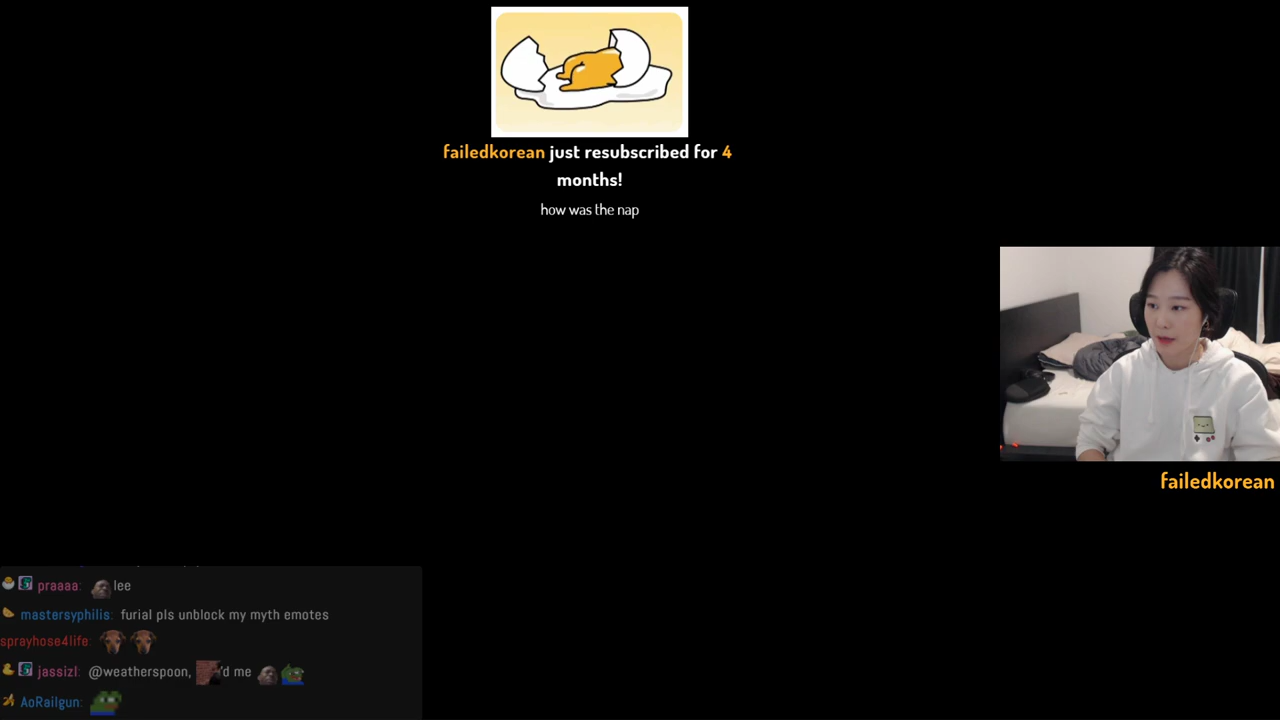 failedkorean just resubscribed for 4
months!
how was the nap
failedkorean
praaaa: lee
mastersyphilis: furial pls unblock my myth emotes
sprayhose4life:
jassizl: @weatherspoon, 'd me
AoRailgun: